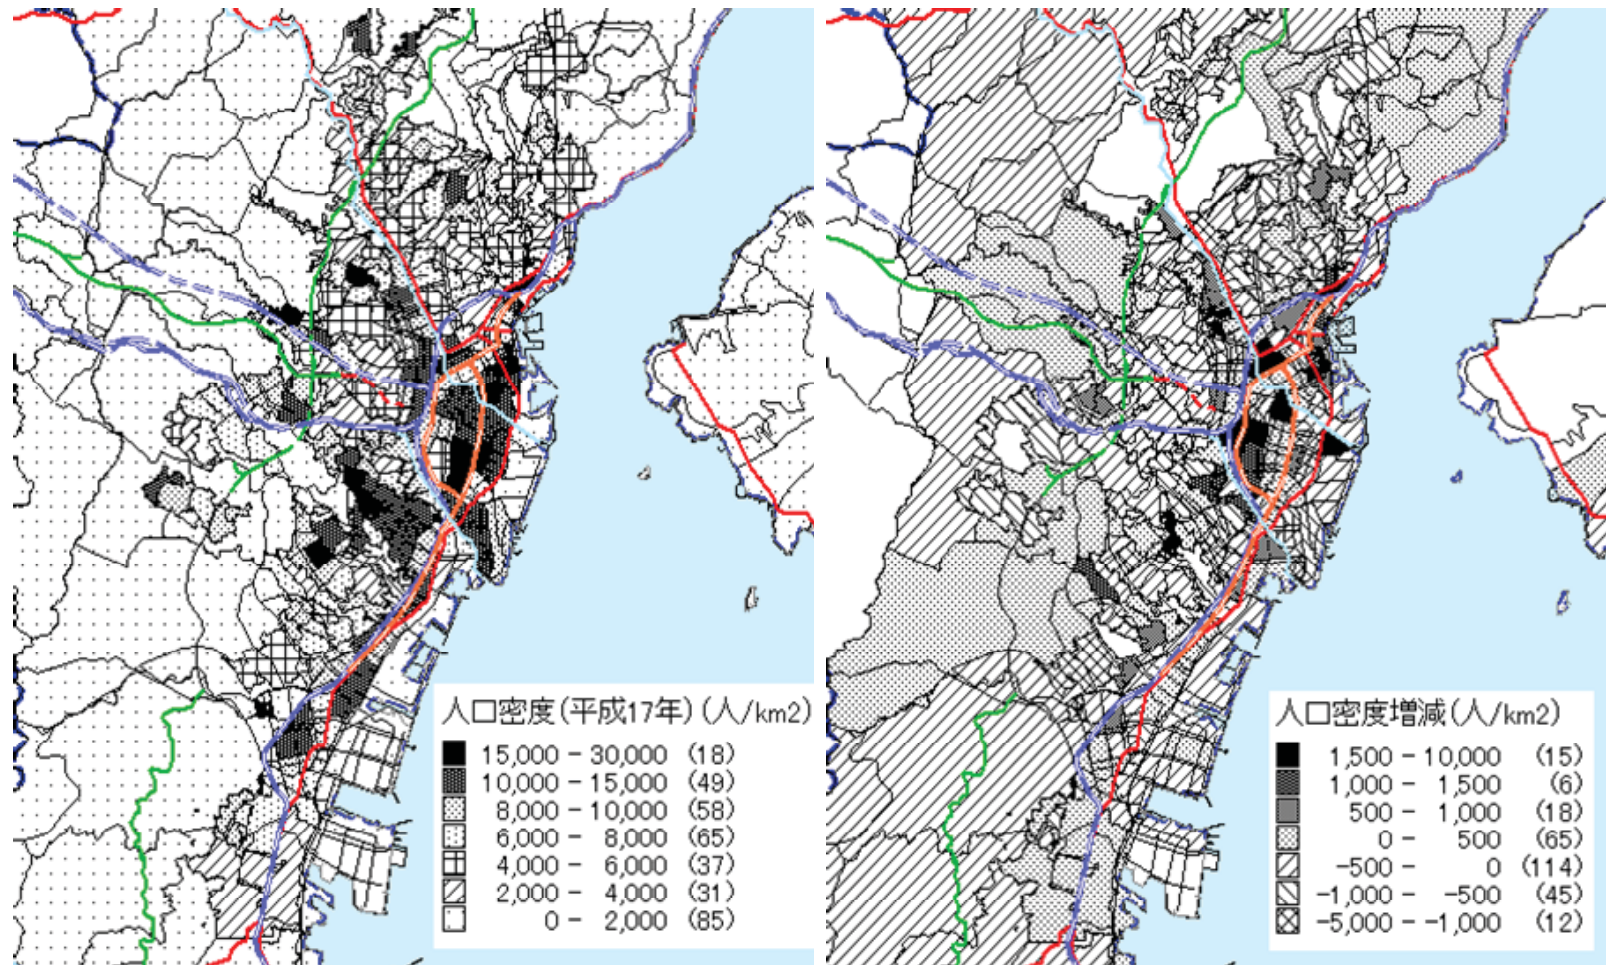 人口密度(平成17年)(人/km2)
15,000 - 30,000 (18)
10,000 - 15,000 (49)
8,000 - 10,000 (58)
6,000 - 8,000 (65)
4,000 - 6,000 (37)
2,000 - 4,000 (31)
0 - 2,000 (85)
人口密度増減(人/km2)
1,500 - 10,000 (15)
1,000 - 1,500 (6)
500 - 1,000 (18)
0 - 500 (65)
-500 - 0 (114)
-1,000 - -500 (45)
-5,000 - -1,000 (12)